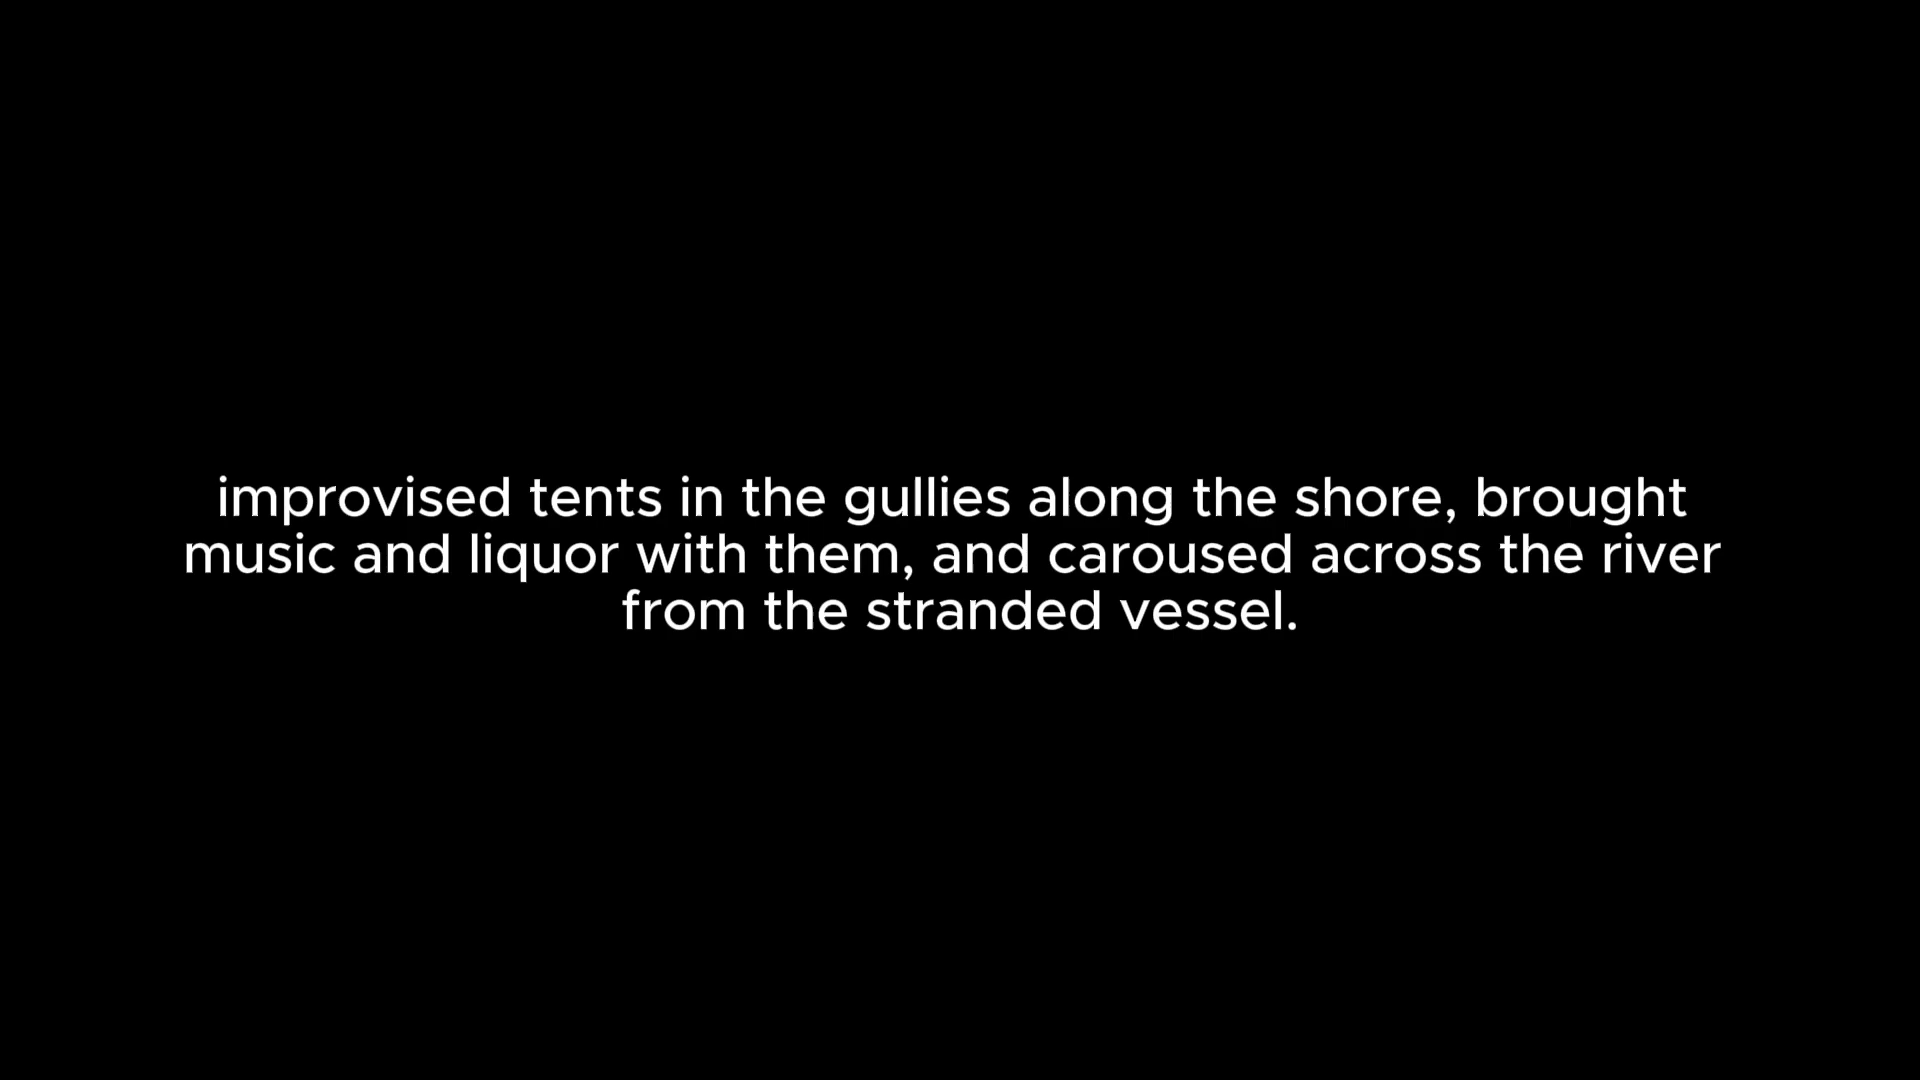 improvised tents in the gullies along the shore, brought
music and liquor with them, and caroused across the river
from the stranded vessel.